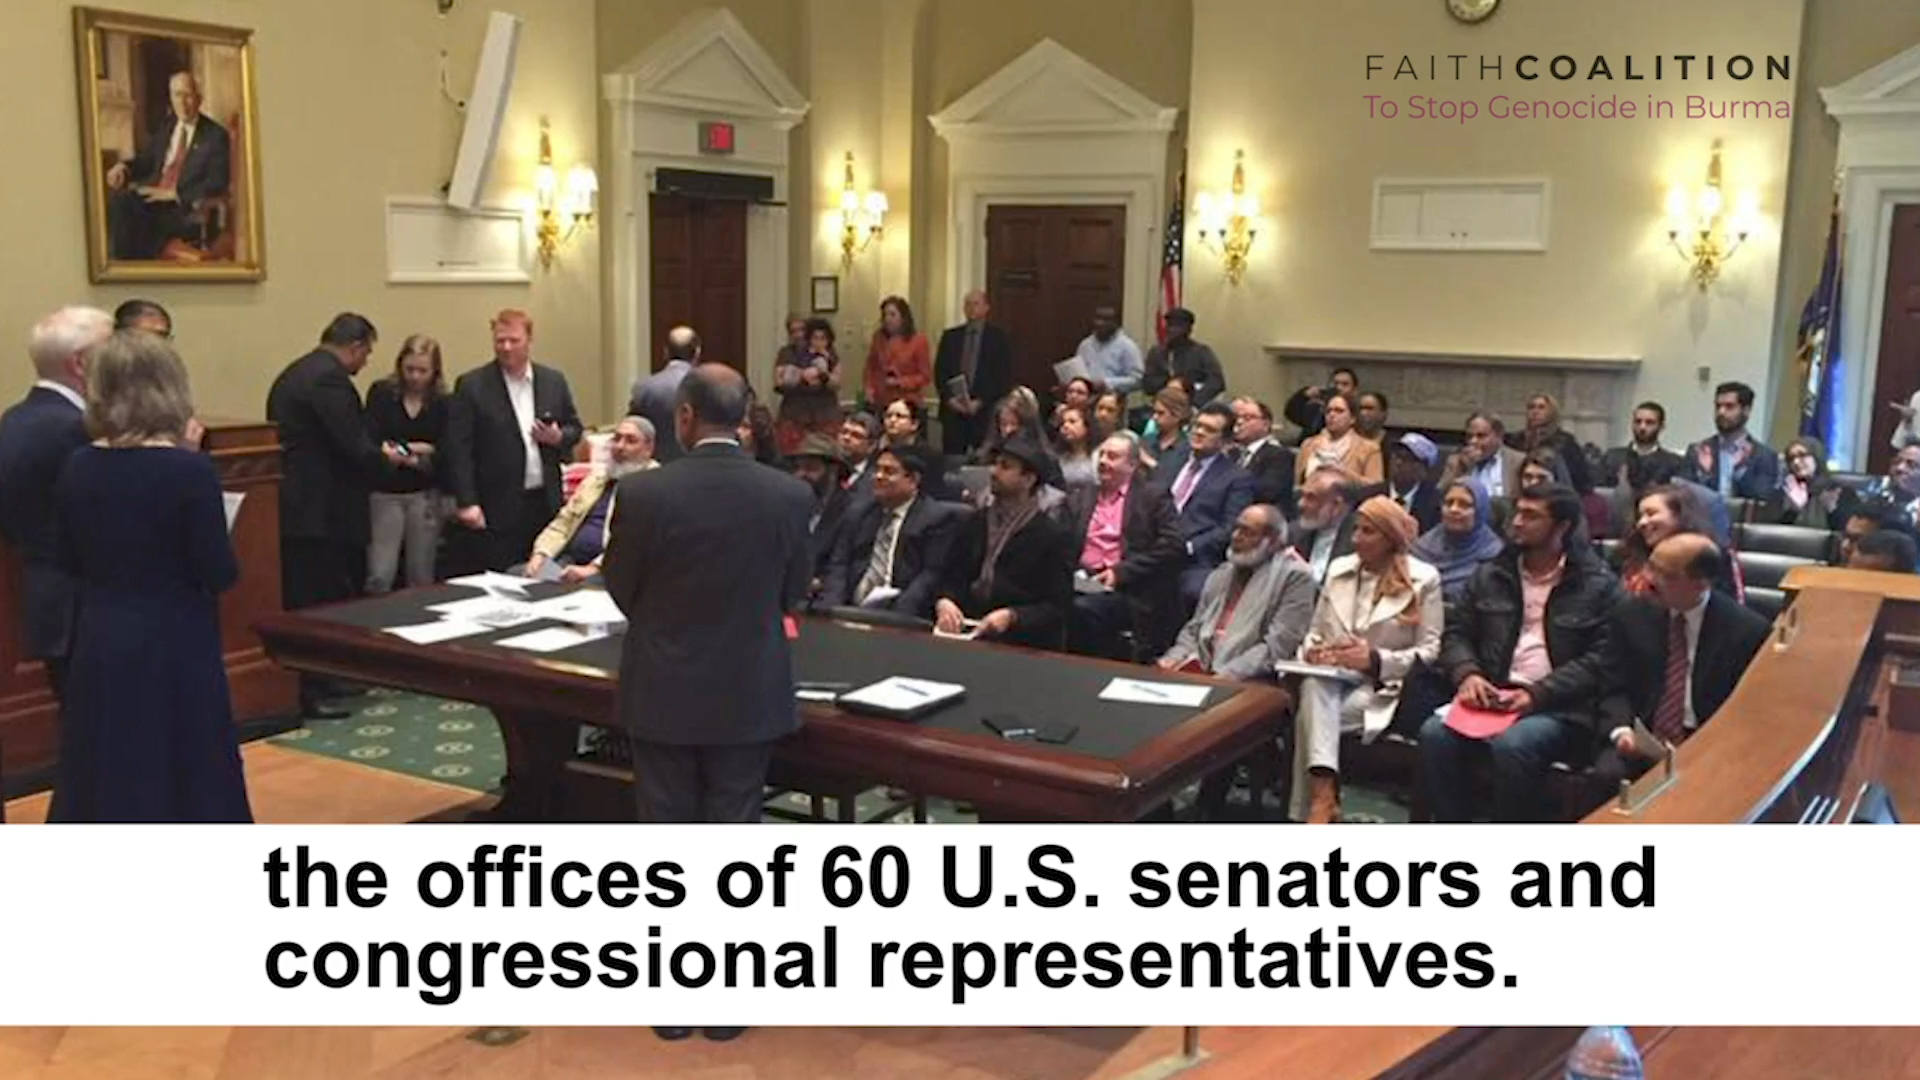 FAITHCOALITION
To Stop Genocide in Burma
the offices of 60 U.S. senators and
congressional representatives.